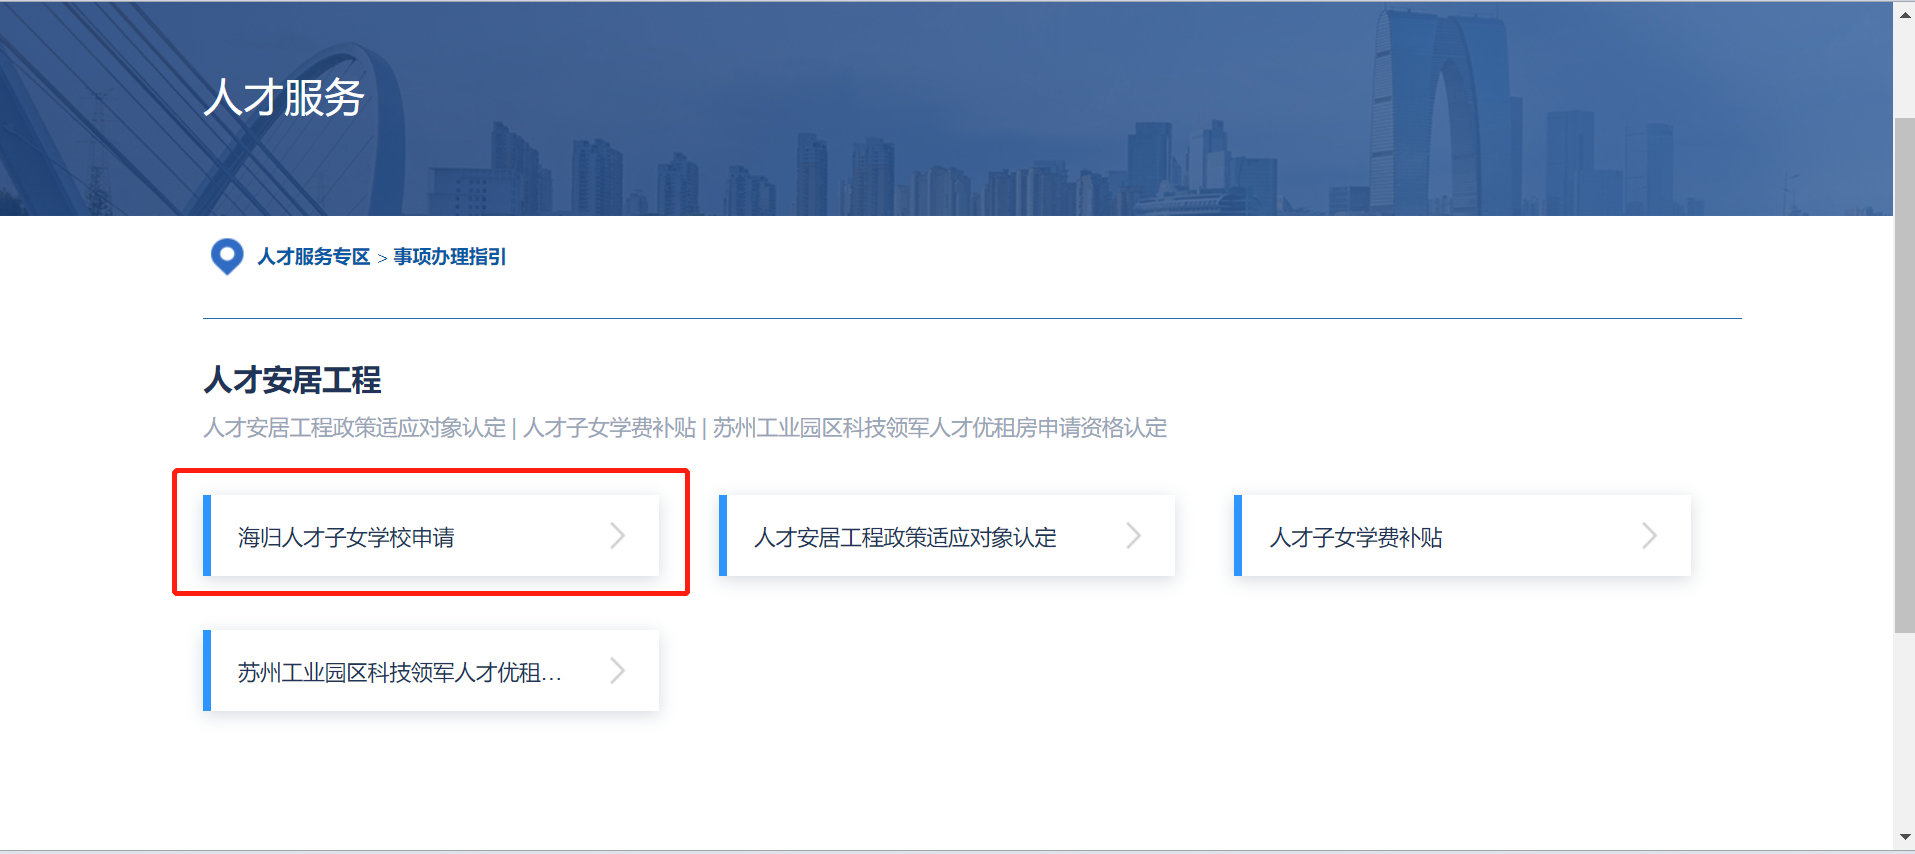 人才服务
人才服务专区 > 事项办理指引
人才安居工程
人才安居工程政策适应对象认定 | 人才子女学费补贴 | 苏州工业园区科技领军人才优租房申请资格认定
海归人才子女学校申请
人才安居工程政策适应对象认定
人才子女学费补贴
苏州工业园区科技领军人才优租...